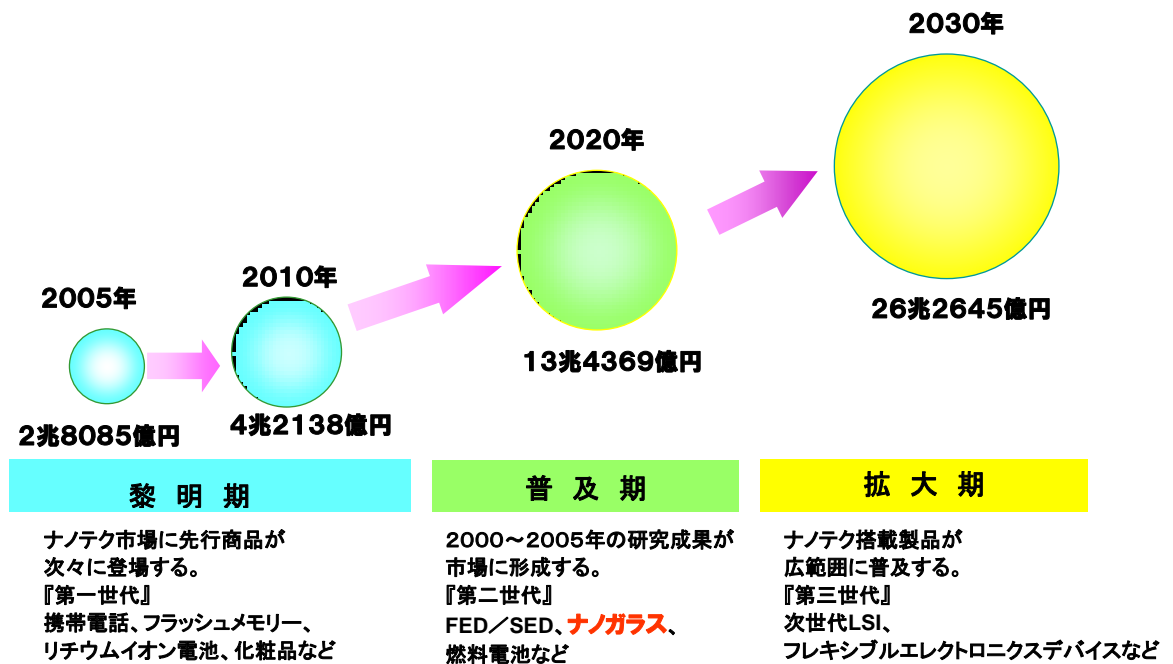 2030年
2020年
2010年
2005年
26兆2645億円
13兆4369億円
4兆2138億円
2兆8085億円
黎明期
ナノテク市場に先行商品が
次々に登場する。
『第一世代』
携帯電話、フラッシュメモリー、
リチウムイオン電池、化粧品など
普及期
2000～2005年の研究成果が
市場に形成する。
『第二世代』
FED／SED、ナノガラス、
燃料電池など
拡大期
ナノテク搭載製品が
広範囲に普及する。
『第三世代』
次世代LSI、
フレキシブルエレクトロニクスデバイスなど